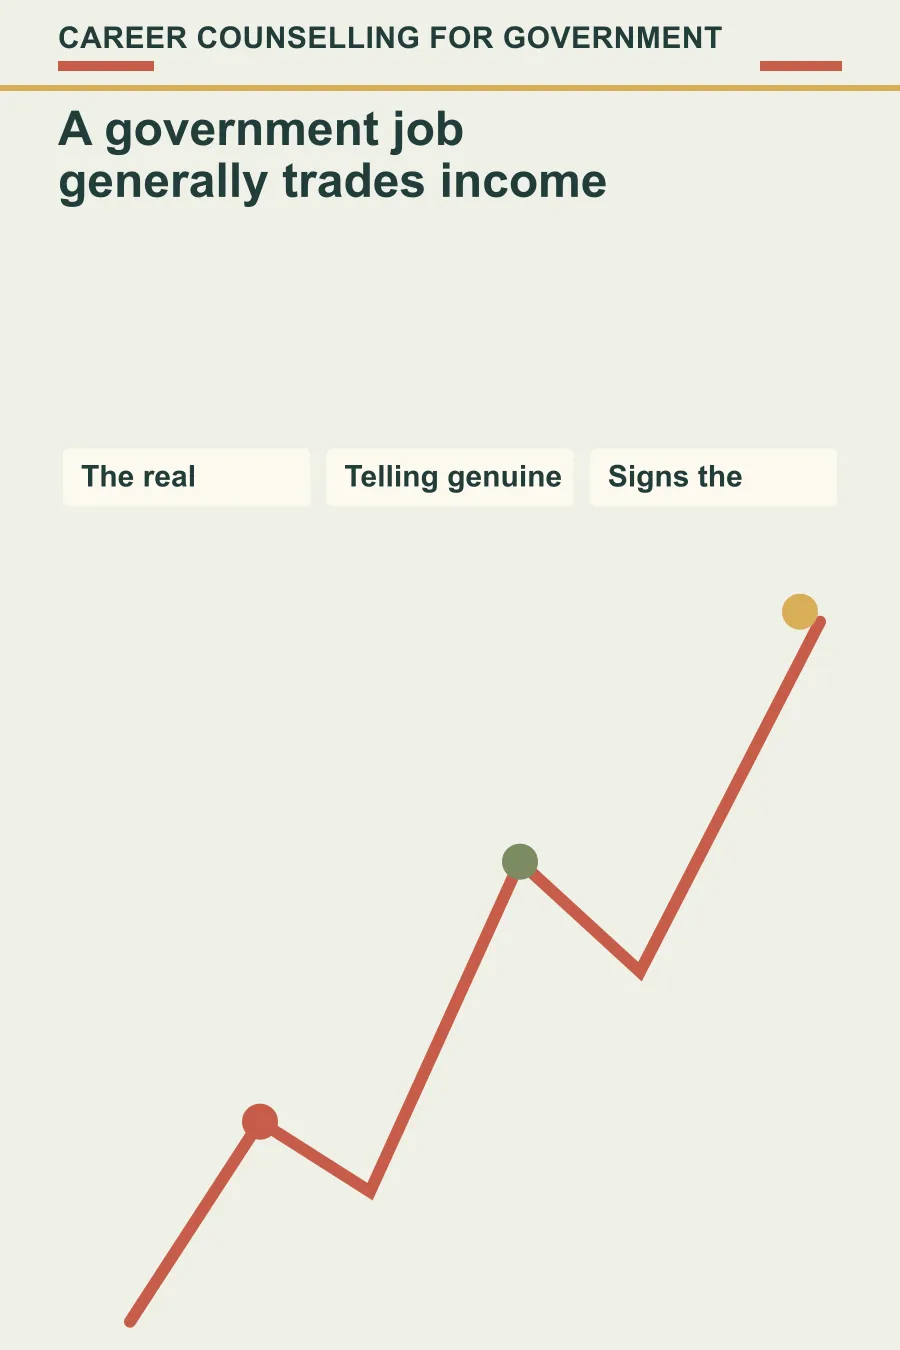 CAREER COUNSELLING FOR GOVERNMENT
A government job
generally trades income
The real
Telling genuine
Signs the